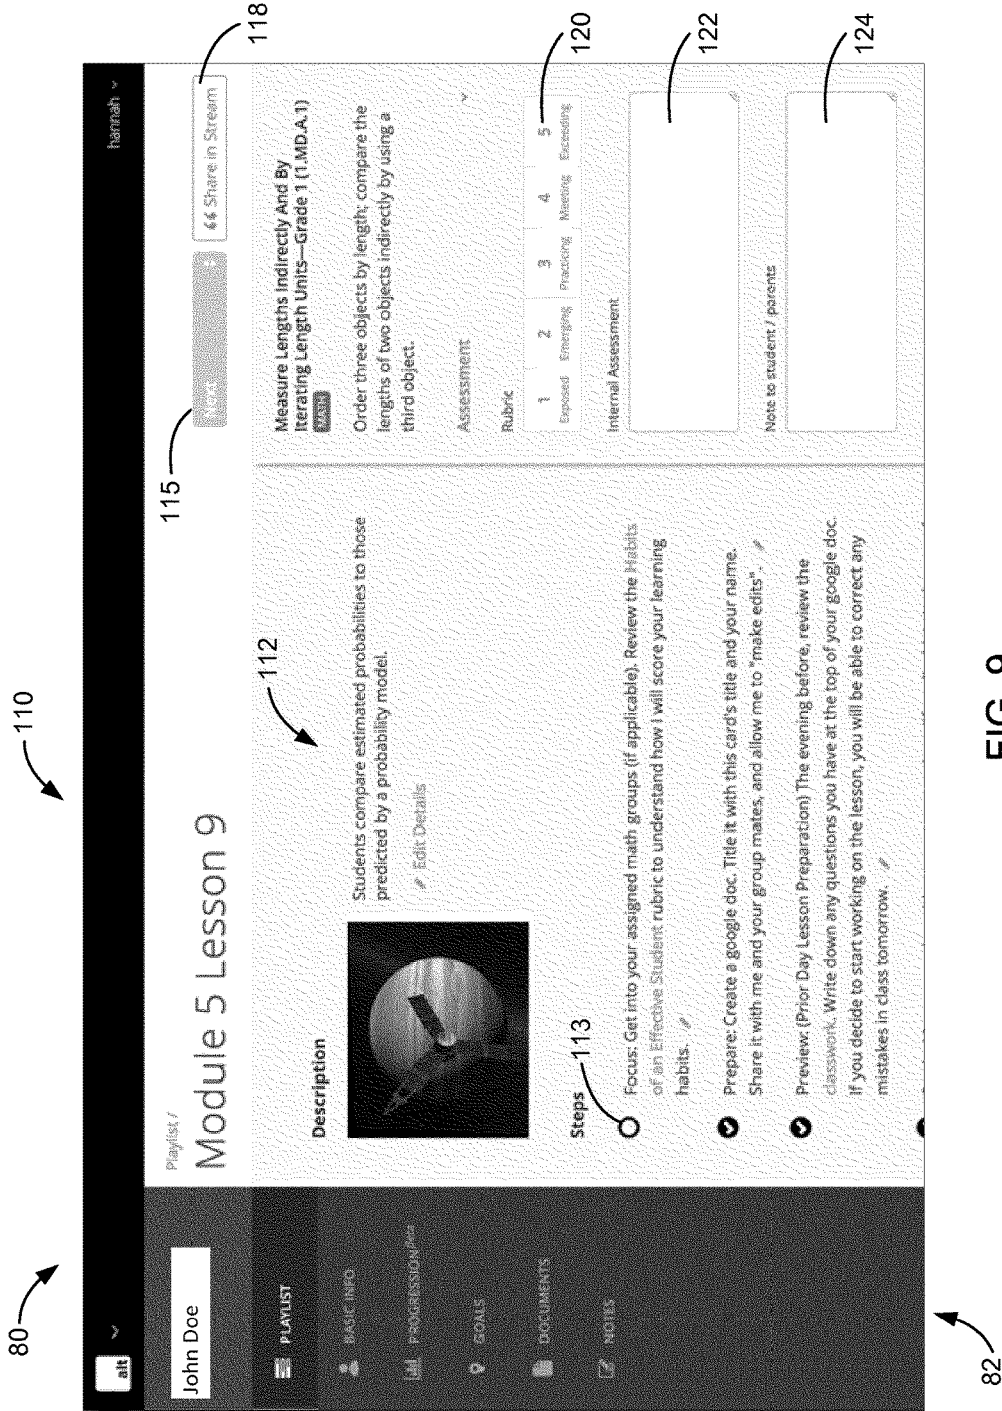 80
110
alt
hannah
John Doe
PLAYLIST
BASIC INFO
PROGRESSION Beta
GOALS
DOCUMENTS
NOTES
82
Playlist /
Module 5 Lesson 9
115
118
Share in Stream
Description
112
Students compare estimated probabilities to those
predicted by a probability model.
Edit Details
Steps
113
Focus: Get into your assigned math groups (if applicable). Review the Habits
of an Effective Student rubric to understand how I will score your learning
habits.
Prepare: Create a google doc. Title it with this card's title and your name.
Share it with me and your group mates, and allow me to "make edits".
Preview: (Prior Day Lesson Preparation) The evening before, review the
classwork. Write down any questions you have at the top of your google doc.
If you decide to start working on the lesson, you will be able to correct any
mistakes in class tomorrow.
Measure Lengths Indirectly And By
Iterating Length Units—Grade 1 (1.MD.A.1)
Math
Order three objects by length; compare the
lengths of two objects indirectly by using a
third object.
Assessment
Rubric
1 2 3 4 5
Exposed Emerging Practicing Meeting Exceeding
120
Internal Assessment
122
Note to student / parents
124
FIG. 9